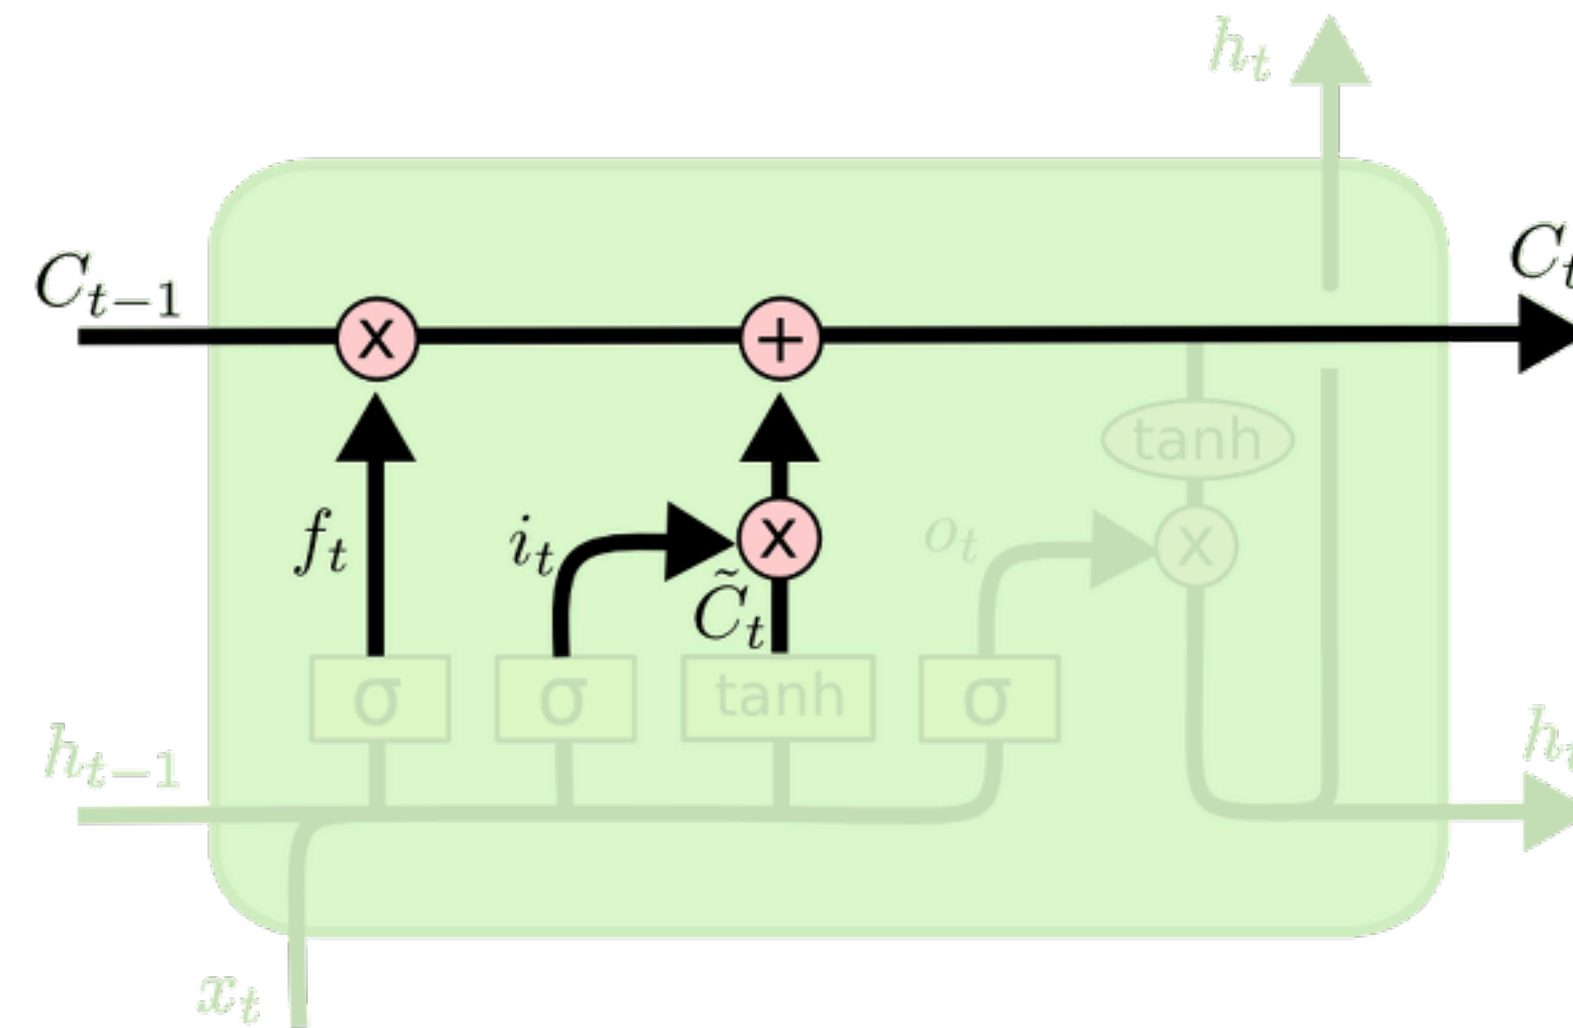 h_t
C_{t-1}
C_t
x
+
tanh
f_t
i_t
x
o_t
x
C̃_t
σ
σ
tanh
σ
h_{t-1}
h_t
x_t